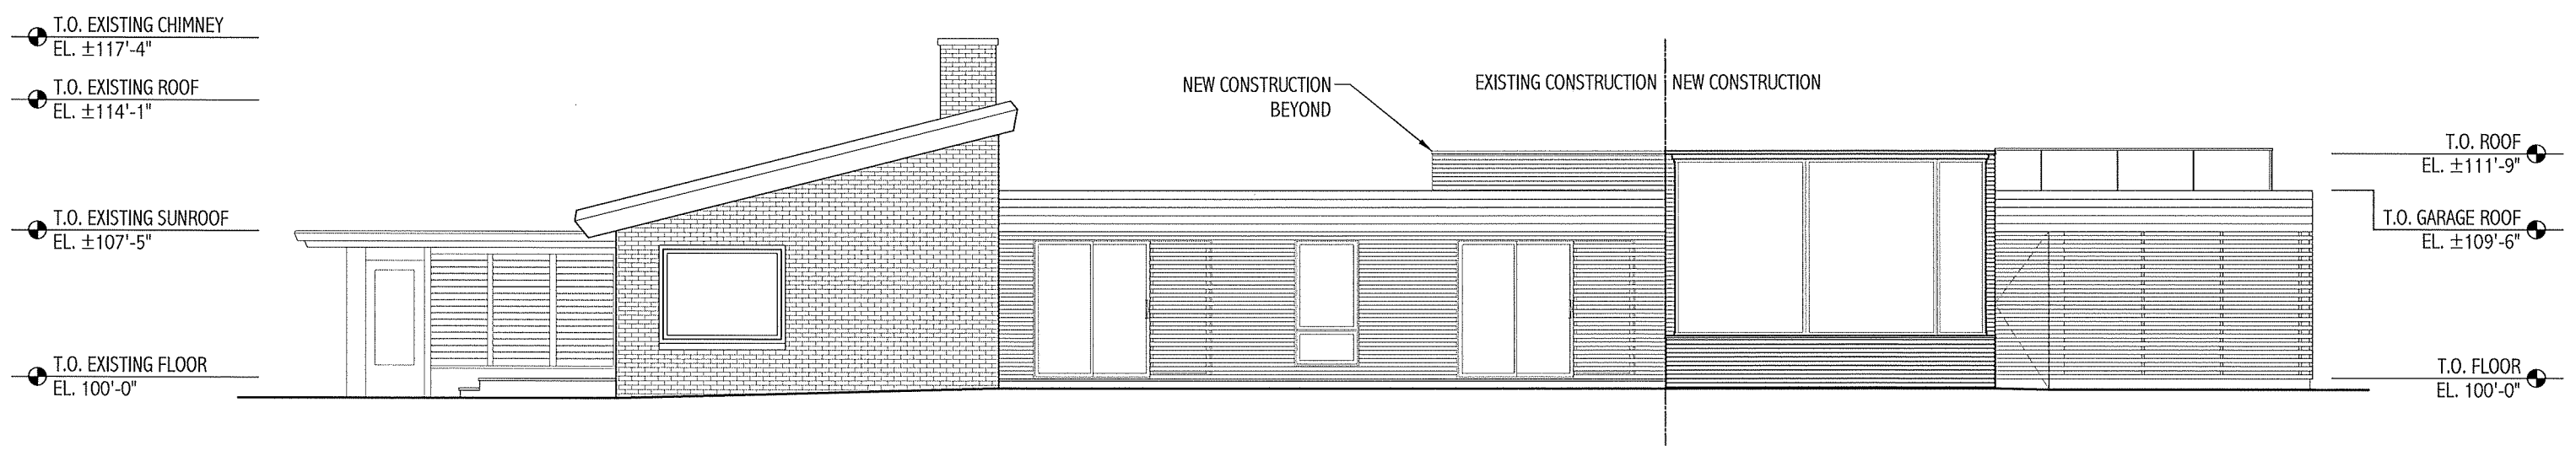 T.O. EXISTING CHIMNEY
EL. ±117'-4"
T.O. EXISTING ROOF
EL. ±114'-1"
T.O. EXISTING SUNROOF
EL. ±107'-5"
T.O. EXISTING FLOOR
EL. 100'-0"
NEW CONSTRUCTION
BEYOND
EXISTING CONSTRUCTION
NEW CONSTRUCTION
T.O. ROOF
EL. ±111'-9"
T.O. GARAGE ROOF
EL. ±109'-6"
T.O. FLOOR
EL. 100'-0"